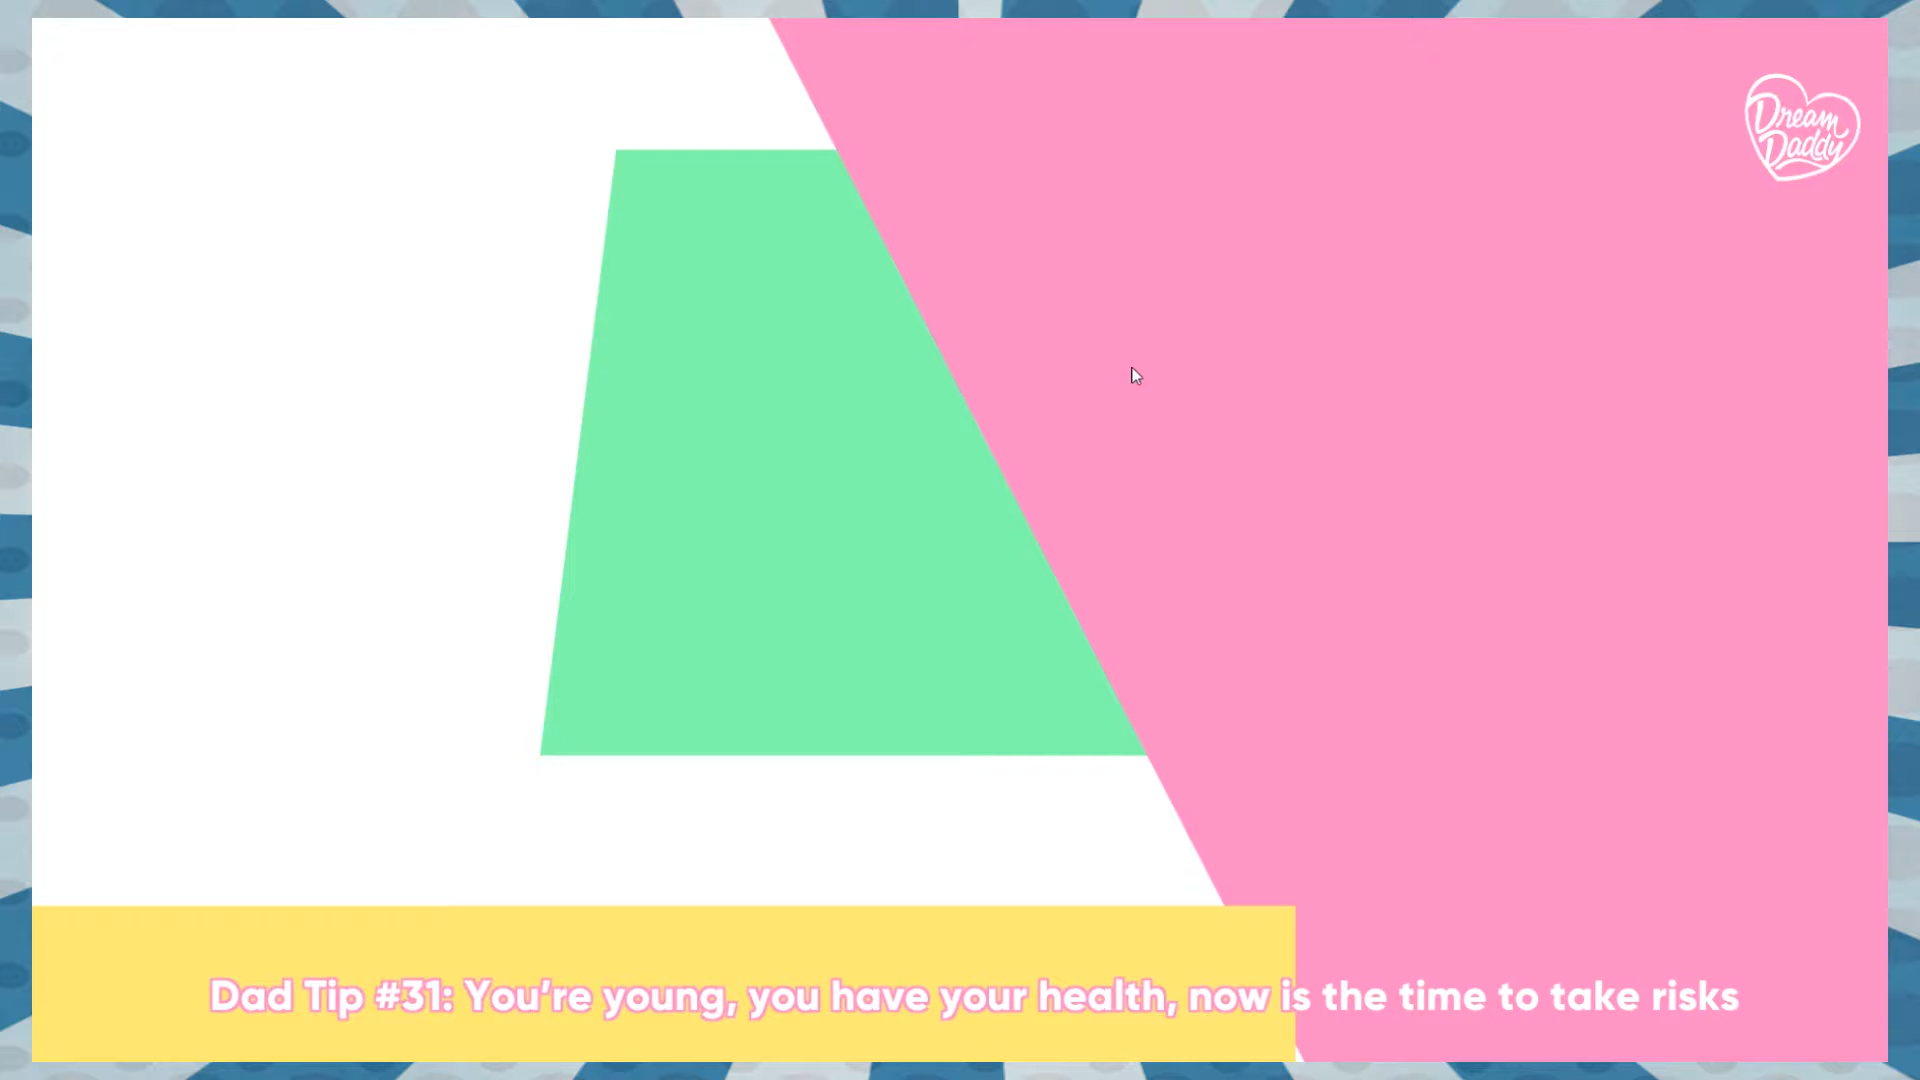 Dream
Daddy
Dad Tip #31: You're young, you have your health, now is the time to take risks